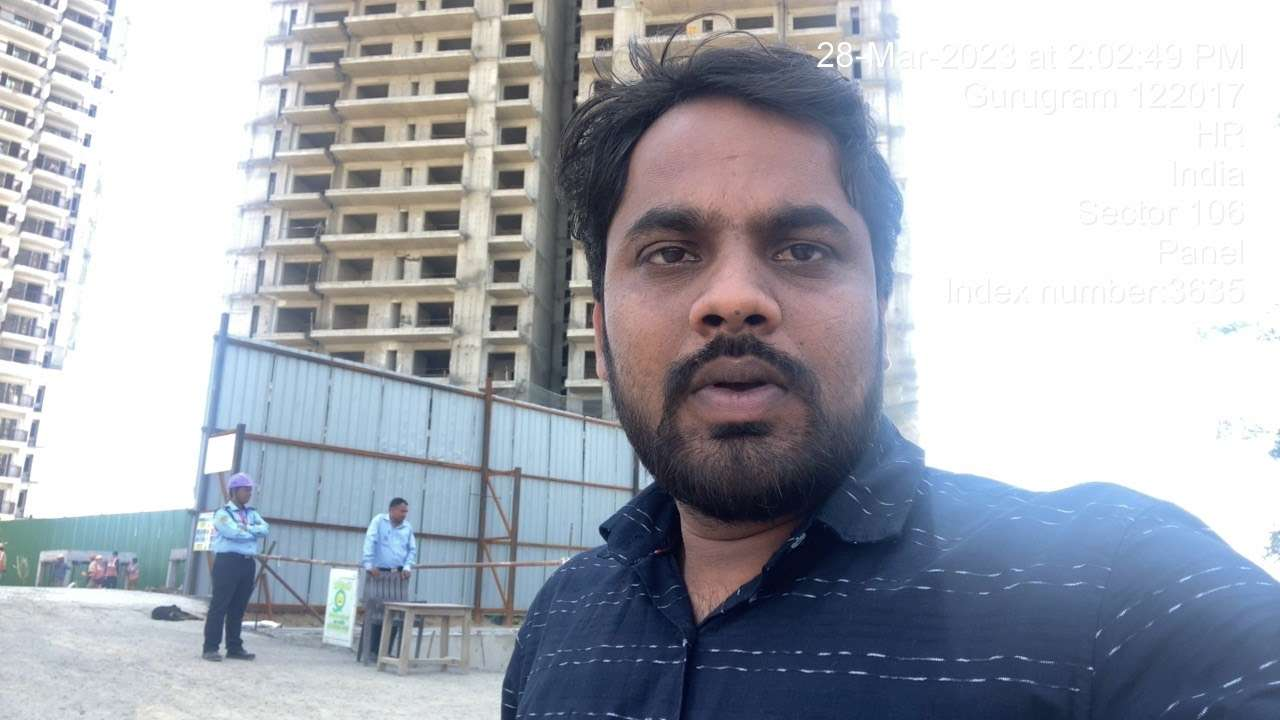 28-Mar-2023 at 2:02:49 PM
Gurugram 122017
HR
India
Sector 106
Panel
Index number:3635